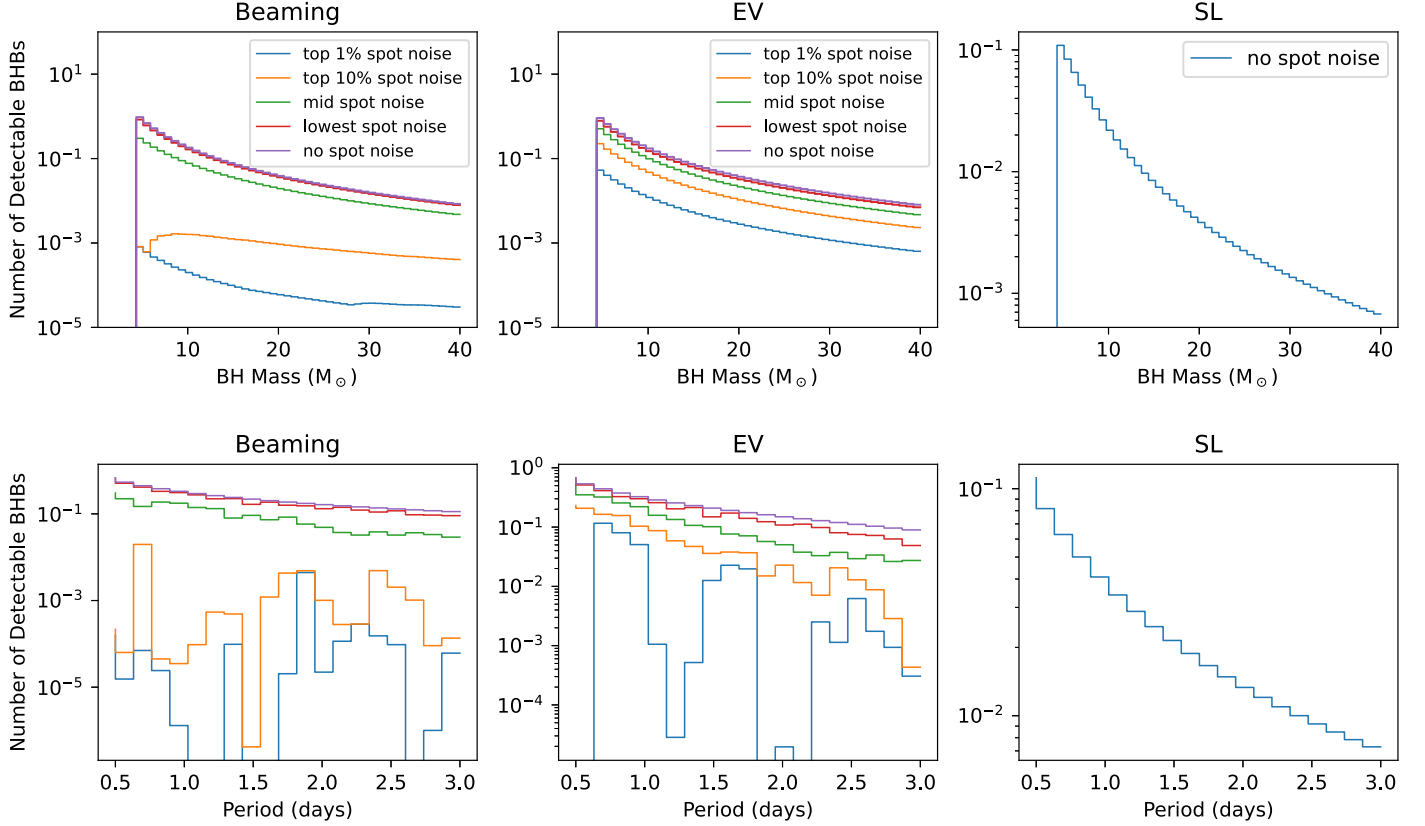 Beaming
EV
SL
Number of Detectable BHBs
10¹
10⁻¹
10⁻³
10⁻⁵
top 1% spot noise
top 10% spot noise
mid spot noise
lowest spot noise
no spot noise
10 20 30 40
BH Mass (M⊙)
10¹
10⁻¹
10⁻³
10⁻⁵
top 1% spot noise
top 10% spot noise
mid spot noise
lowest spot noise
no spot noise
10 20 30 40
BH Mass (M⊙)
10⁻¹
10⁻²
10⁻³
no spot noise
10 20 30 40
BH Mass (M⊙)
Beaming
EV
SL
Number of Detectable BHBs
10⁻¹
10⁻³
10⁻⁵
0.5 1.0 1.5 2.0 2.5 3.0
Period (days)
10⁰
10⁻¹
10⁻²
10⁻³
10⁻⁴
0.5 1.0 1.5 2.0 2.5 3.0
Period (days)
10⁻¹
10⁻²
0.5 1.0 1.5 2.0 2.5 3.0
Period (days)